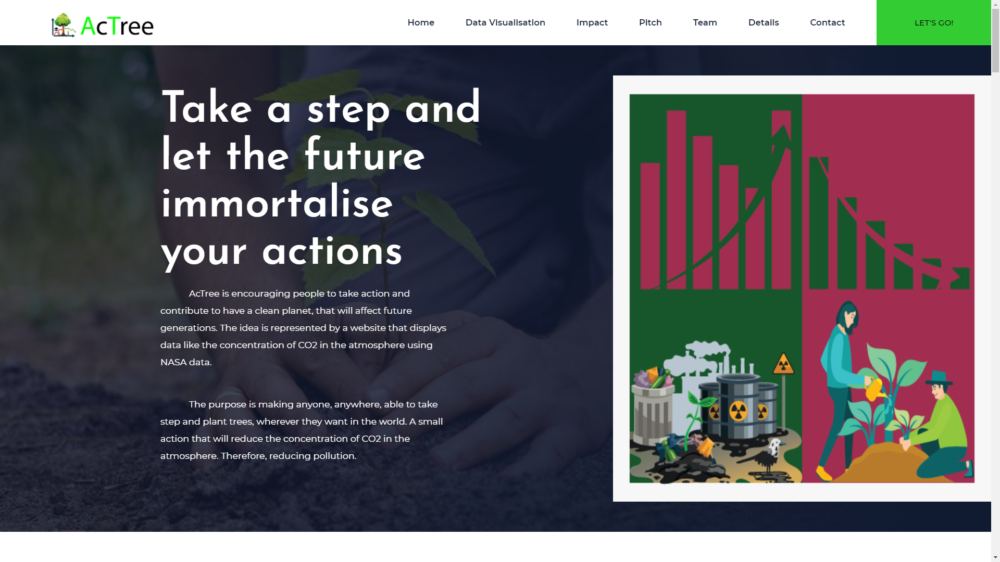 AcTree
Home
Data Visualisation
Impact
Pitch
Team
Details
Contact
LET'S GO!
Take a step and
let the future
immortalise
your actions
AcTree is encouraging people to take action and
contribute to have a clean planet, that will affect future
generations. The idea is represented by a website that displays
data like the concentration of CO2 in the atmosphere using
NASA data.
The purpose is making anyone, anywhere, able to take
step and plant trees, wherever they want in the world. A small
action that will reduce the concentration of CO2 in the
atmosphere. Therefore, reducing pollution.